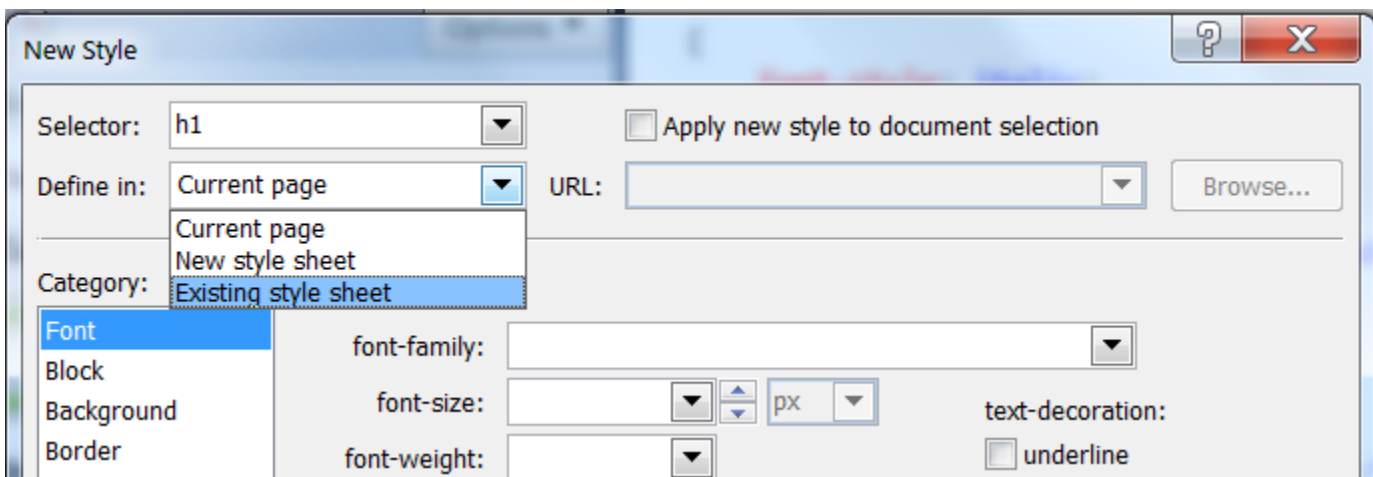 New Style
Selector: h1 Apply new style to document selection
Define in: Current page URL: Browse...
Current page
New style sheet
Existing style sheet
Category:
Font
Block
Background
Border
font-family:
font-size: px
font-weight:
text-decoration:
underline